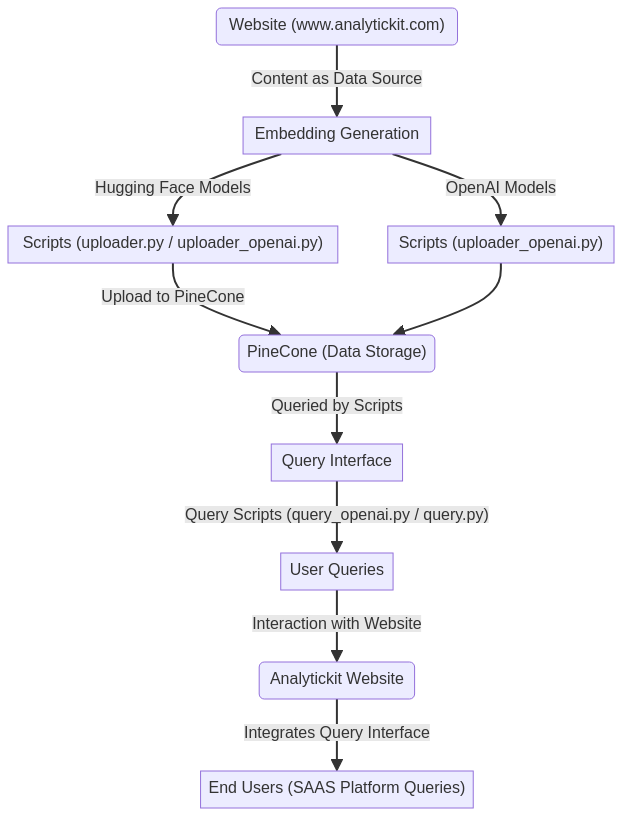 Website (www.analytickit.com)
Content as Data Source
Embedding Generation
Hugging Face Models
OpenAI Models
Scripts (uploader.py / uploader_openai.py)
Scripts (uploader_openai.py)
Upload to PineCone
PineCone (Data Storage)
Queried by Scripts
Query Interface
Query Scripts (query_openai.py / query.py)
User Queries
Interaction with Website
Analytickit Website
Integrates Query Interface
End Users (SAAS Platform Queries)